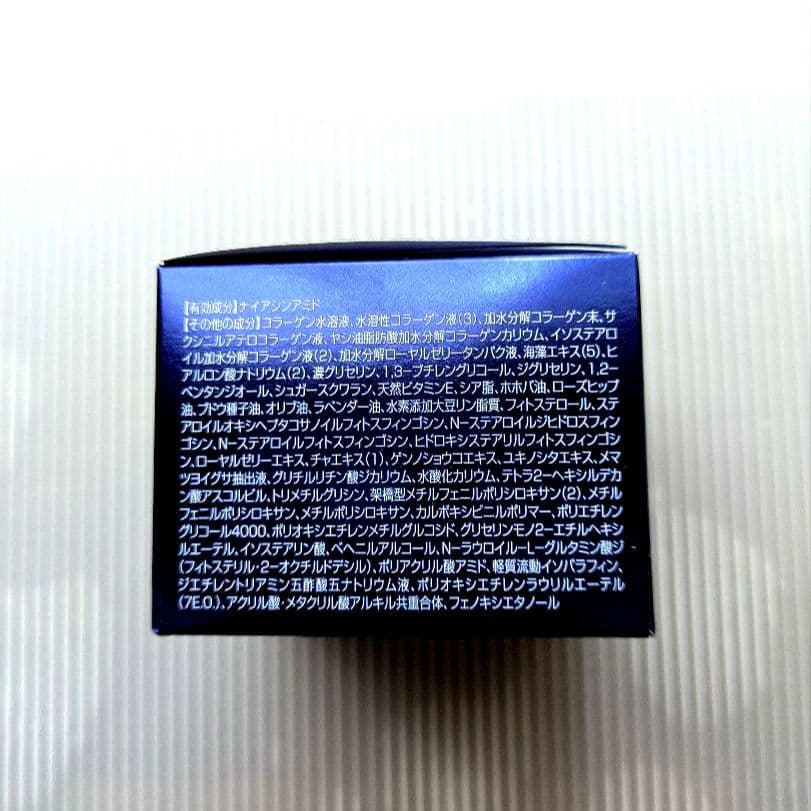 【有効成分】ナイアシンアミド
【その他の成分】コラーゲン水溶液、水溶性コラーゲン液(3)、加水分解コラーゲン末、サ
クシニルアテロコラーゲン液、ヤシ油脂肪酸加水分解コラーゲンカリウム、イソステアロ
イル加水分解コラーゲン液(2)、加水分解ローヤルゼリータンパク液、海藻エキス(5)、ヒ
アルロン酸ナトリウム(2)、濃グリセリン、1,3-ブチレングリコール、ジグリセリン、1,2-
ペンタンジオール、シュガースクワラン、天然ビタミンE、シア脂、ホホバ油、ローズヒップ
油、ブドウ種子油、オリブ油、ラベンダー油、水素添加大豆リン脂質、フィトステロール、ステ
アロイルオキシヘプタコサノイルフィトスフィンゴシン、N-ステアロイルジヒドロスフィン
ゴシン、N-ステアロイルフィトスフィンゴシン、ヒドロキシステアリルフィトスフィンゴシ
ン、ローヤルゼリーエキス、チャエキス(1)、ゲンノショウコエキス、ユキノシタエキス、メマ
ツヨイグサ抽出液、グリチルリチン酸ジカリウム、水酸化カリウム、テトラ2-ヘキシルデカ
ン酸アスコルビル、トリメチルグリシン、架橋型メチルフェニルポリシロキサン(2)、メチル
フェニルポリシロキサン、メチルポリシロキサン、カルボキシビニルポリマー、ポリエチレン
グリコール4000、ポリオキシエチレンメチルグルコシド、グリセリンモノ2-エチルヘキシ
ルエーテル、イソステアリン酸、ベヘニルアルコール、N-ラウロイル-L-グルタミン酸ジ
(フィトステリル・2-オクチルドデシル)、ポリアクリル酸アミド、軽質流動イソパラフィン、
ジエチレントリアミン五酢酸五ナトリウム液、ポリオキシエチレンラウリルエーテル
(7E.O.)、アクリル酸・メタクリル酸アルキル共重合体、フェノキシエタノール